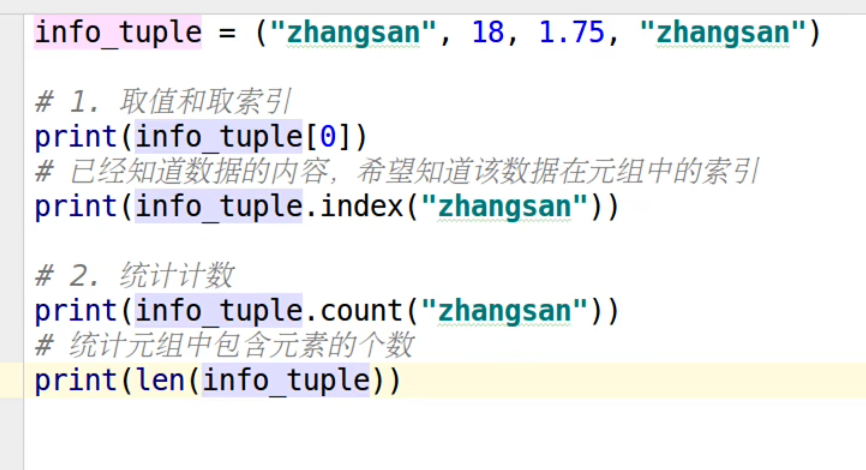 info_tuple = ("zhangsan", 18, 1.75, "zhangsan")
# 1. 取值和取索引
print(info_tuple[0])
# 已经知道数据的内容，希望知道该数据在元组中的索引
print(info_tuple.index("zhangsan"))
# 2. 统计计数
print(info_tuple.count("zhangsan"))
# 统计元组中包含元素的个数
print(len(info_tuple))